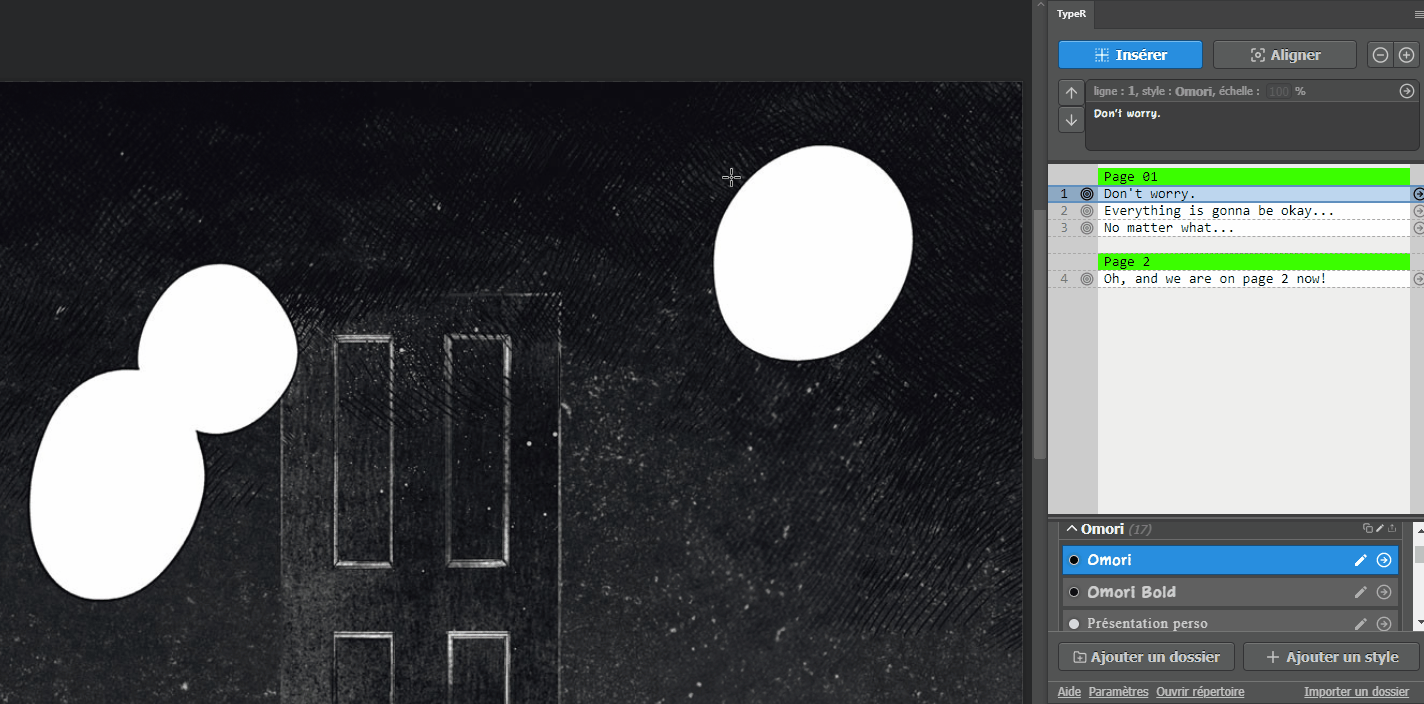 TypeR
Insérer
Aligner
ligne : 1, style : Omori, échelle : 100 %
Don't worry.
Page 01
1 Don't worry.
2 Everything is gonna be okay...
3 No matter what...
Page 2
4 Oh, and we are on page 2 now!
Omori (17)
Omori
Omori Bold
Présentation perso
Ajouter un dossier
Ajouter un style
Aide Paramètres Ouvrir répertoire Importer un dossier